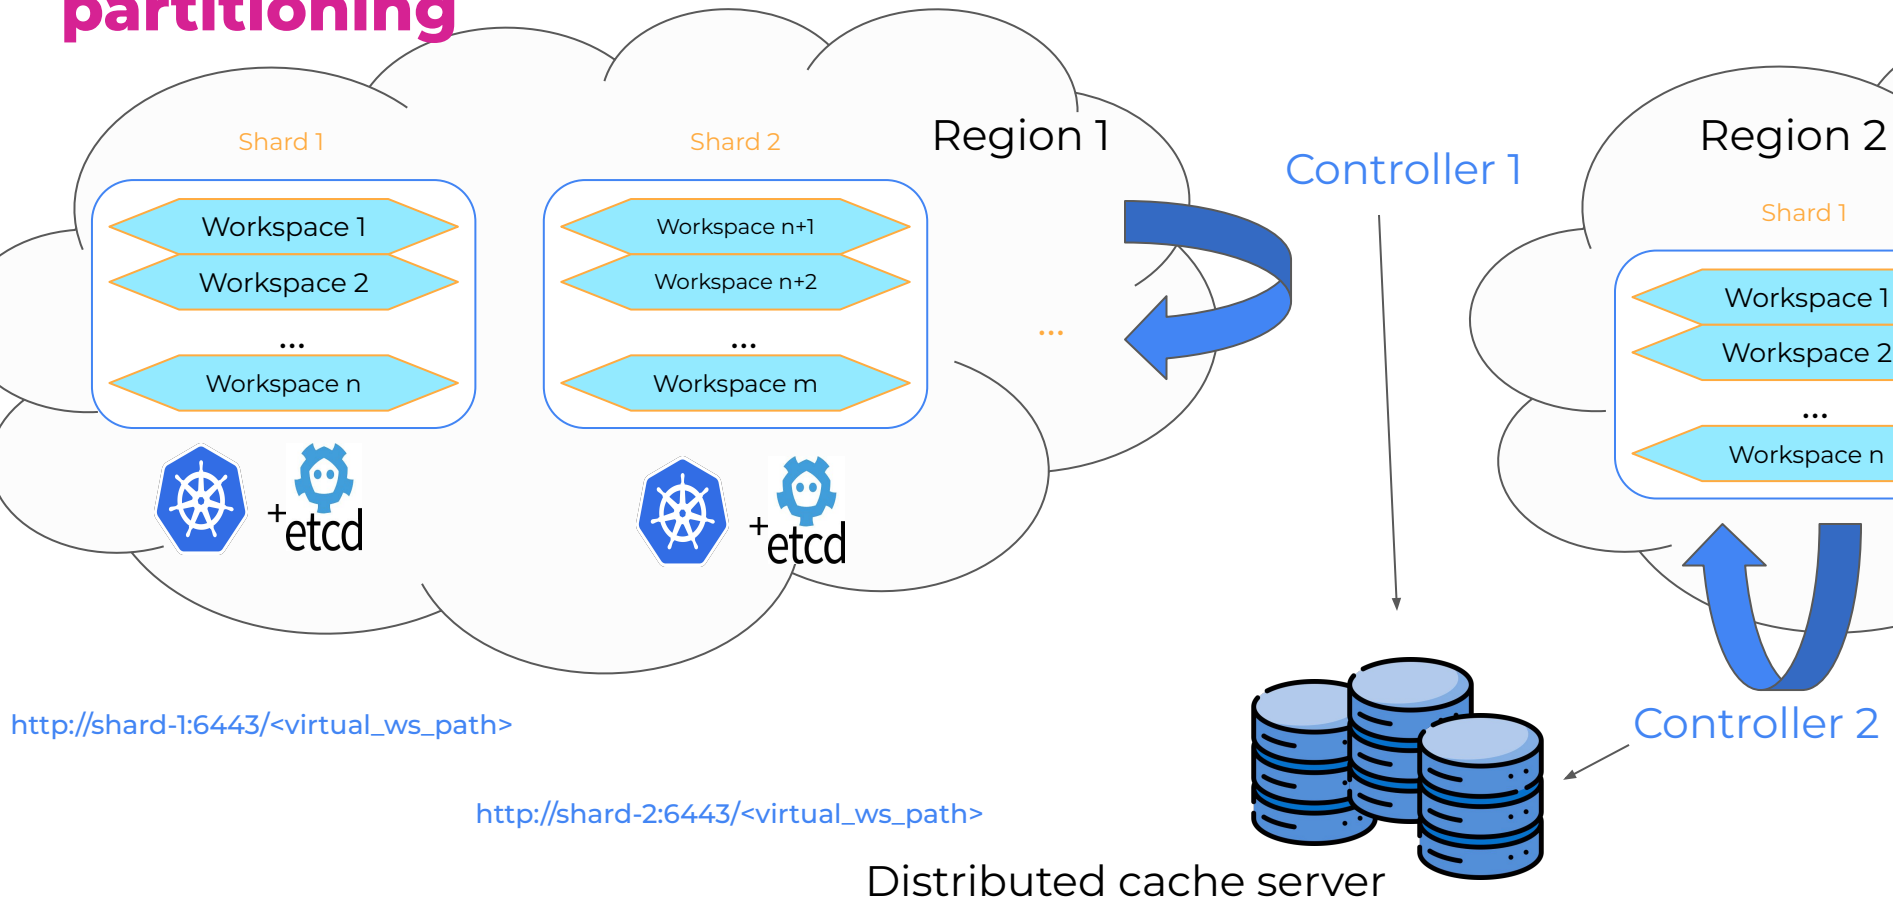 partitioning
Region 1
Shard 1
Workspace 1
Workspace 2
...
Workspace n
+
etcd
Shard 2
Workspace n+1
Workspace n+2
...
Workspace m
+
etcd
...
Controller 1
Region 2
Shard 1
Workspace 1
Workspace 2
...
Workspace n
Controller 2
http://shard-1:6443/<virtual_ws_path>
http://shard-2:6443/<virtual_ws_path>
Distributed cache server